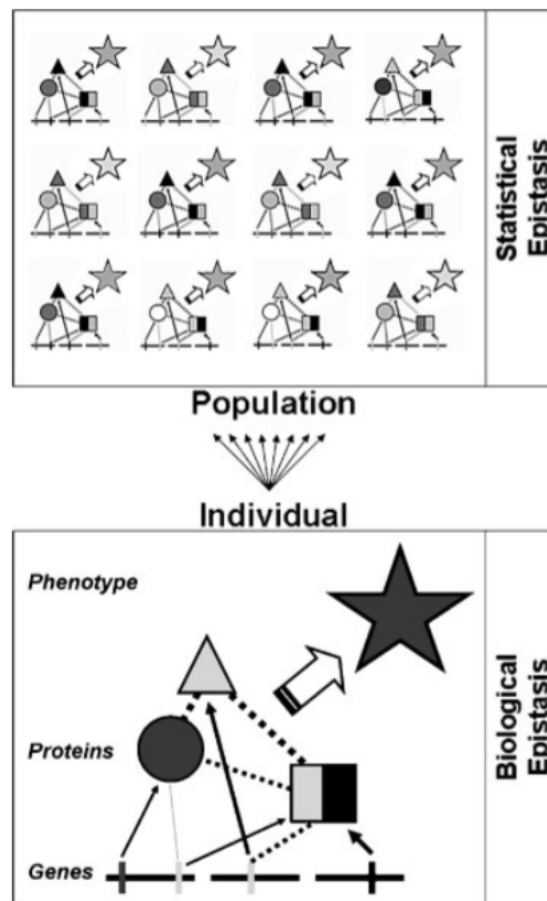 Statistical
Epistasis
Population
Individual
Phenotype
Proteins
Genes
Biological
Epistasis